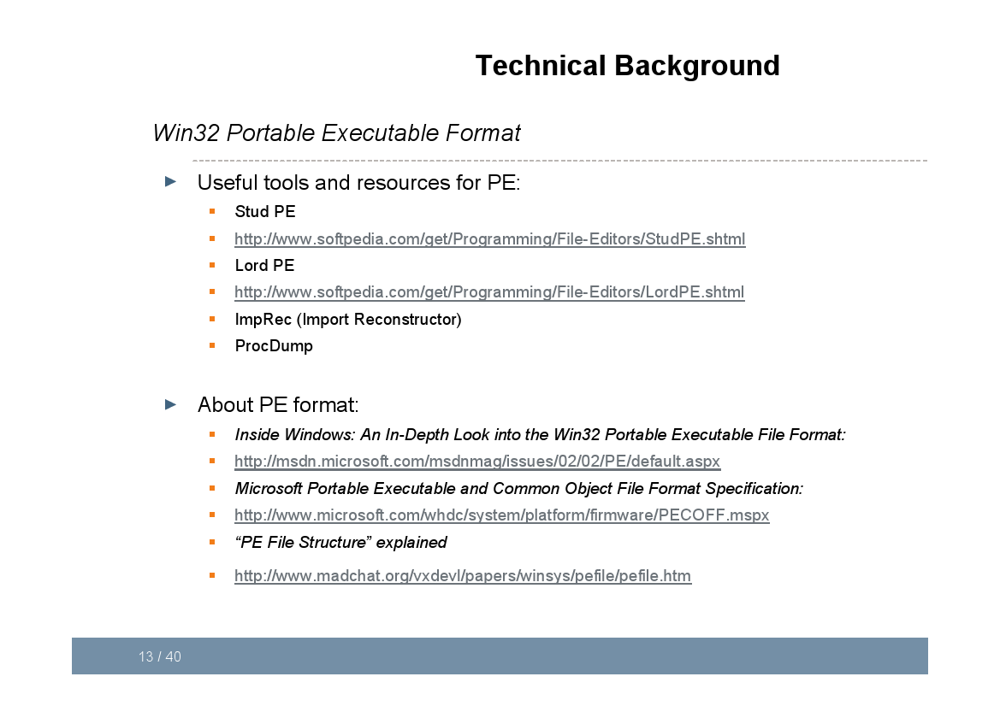 Technical Background
Win32 Portable Executable Format
Useful tools and resources for PE:
Stud PE
http://www.softpedia.com/get/Programming/File-Editors/StudPE.shtml
Lord PE
http://www.softpedia.com/get/Programming/File-Editors/LordPE.shtml
ImpRec (Import Reconstructor)
ProcDump
About PE format:
Inside Windows: An In-Depth Look into the Win32 Portable Executable File Format:
http://msdn.microsoft.com/msdnmag/issues/02/02/PE/default.aspx
Microsoft Portable Executable and Common Object File Format Specification:
http://www.microsoft.com/whdc/system/platform/firmware/PECOFF.mspx
“PE File Structure” explained
http://www.madchat.org/vxdevl/papers/winsys/pefile/pefile.htm
13 / 40